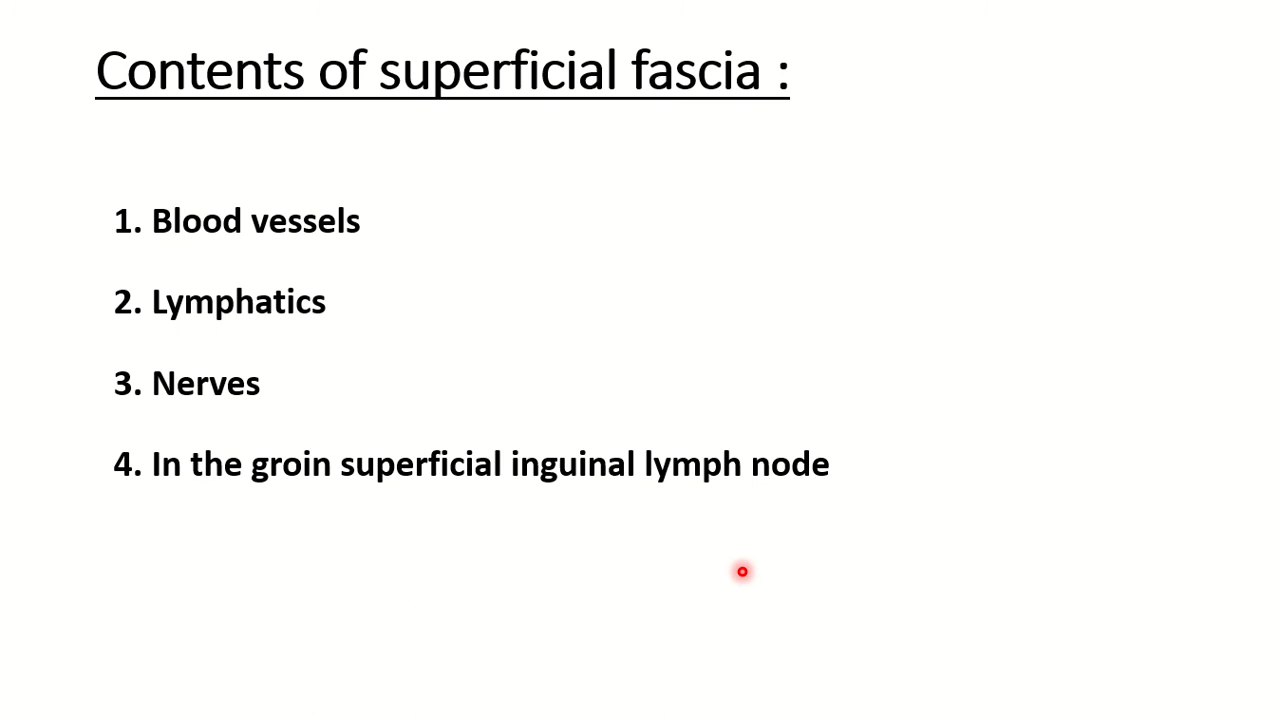 Contents of superficial fascia :
1. Blood vessels
2. Lymphatics
3. Nerves
4. In the groin superficial inguinal lymph node